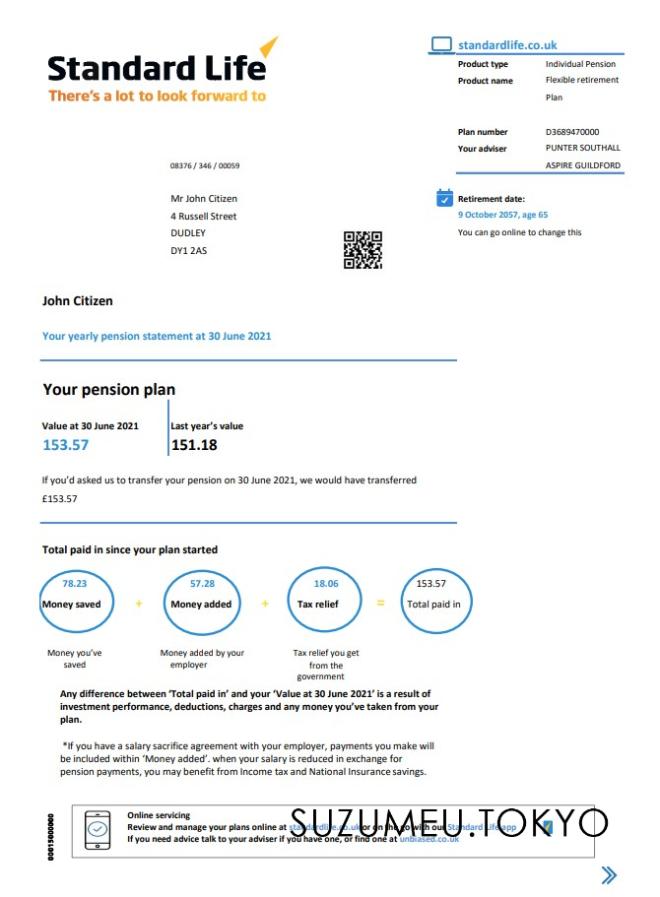 standardlife.co.uk
Standard Life
There's a lot to look forward to
Product type Individual Pension
Product name Flexible retirement
Plan
Plan number D3689470000
Your adviser PUNTER SOUTHALL
ASPIRE GUILDFORD
08376 / 346 / 00059
Mr John Citizen
4 Russell Street
DUDLEY
DY1 2AS
Retirement date:
9 October 2057, age 65
You can go online to change this
John Citizen
Your yearly pension statement at 30 June 2021
Your pension plan
Value at 30 June 2021 Last year's value
153.57 151.18
If you'd asked us to transfer your pension on 30 June 2021, we would have transferred
£153.57
Total paid in since your plan started
78.23 57.28 18.06 153.57
Money saved + Money added + Tax relief = Total paid in
Money you've
saved
Money added by your
employer
Tax relief you get
from the
government
Any difference between 'Total paid in' and your 'Value at 30 June 2021' is a result of
investment performance, deductions, charges and any money you've taken from your
plan.
*If you have a salary sacrifice agreement with your employer, payments you make will
be included within 'Money added'. when your salary is reduced in exchange for
pension payments, you may benefit from Income tax and National Insurance savings.
Online servicing
Review and manage your plans online at standardlife.co.uk or on the go with our Standard Life app
If you need advice talk to your adviser if you have one, or find one at unbiased.co.uk
SUZUMEU.TOKYO